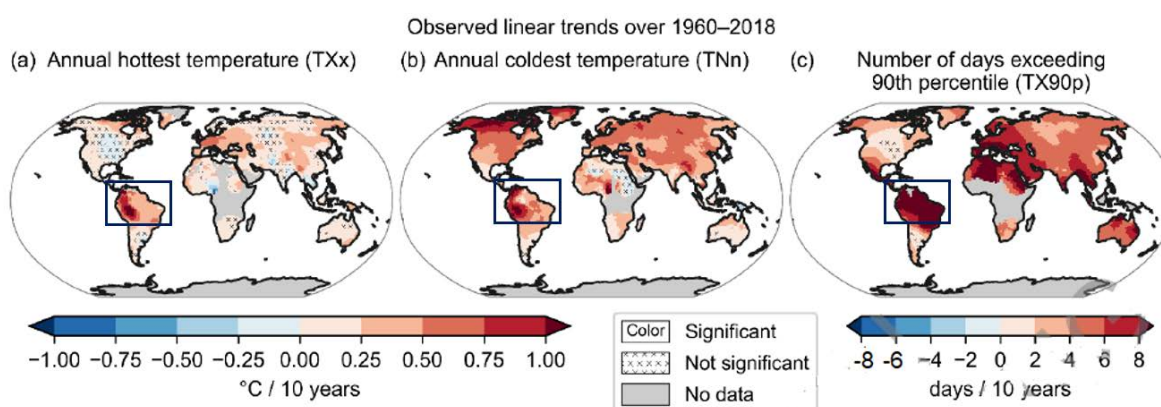 Observed linear trends over 1960–2018
(a) Annual hottest temperature (TXx)
(b) Annual coldest temperature (TNn)
(c) Number of days exceeding
90th percentile (TX90p)
−1.00 −0.75 −0.50 −0.25 0.00 0.25 0.50 0.75 1.00
°C / 10 years
Color Significant
Not significant
No data
-8 -6 −4 −2 0 2 4 6 8
days / 10 years